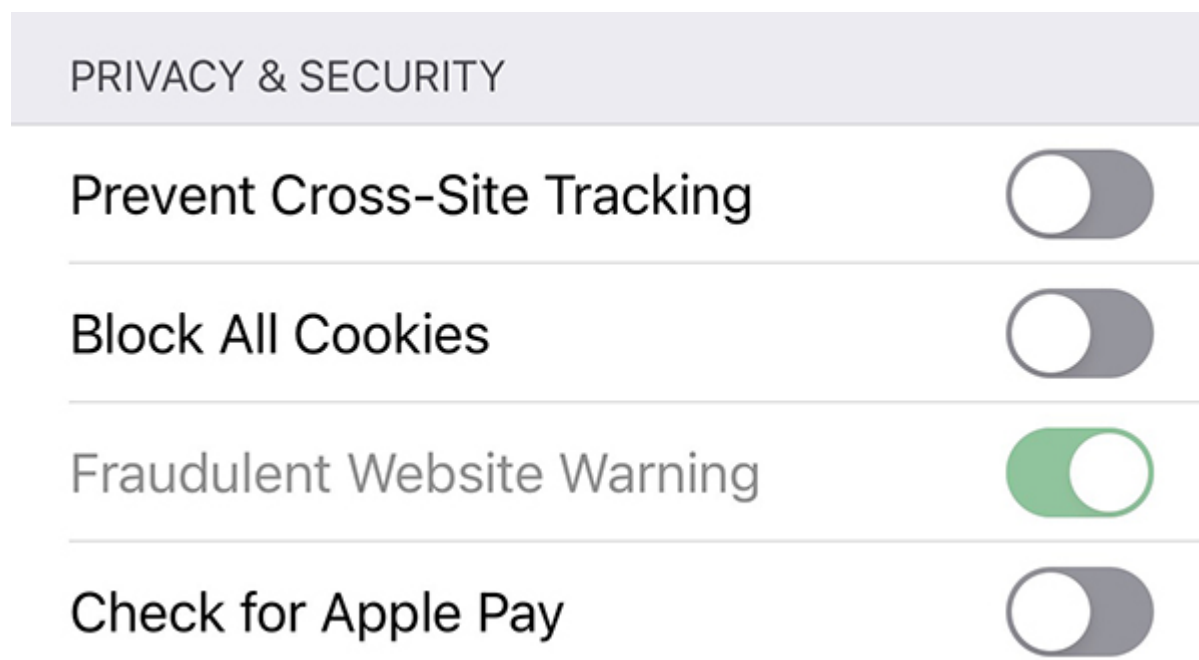 PRIVACY & SECURITY
Prevent Cross-Site Tracking
Block All Cookies
Fraudulent Website Warning
Check for Apple Pay